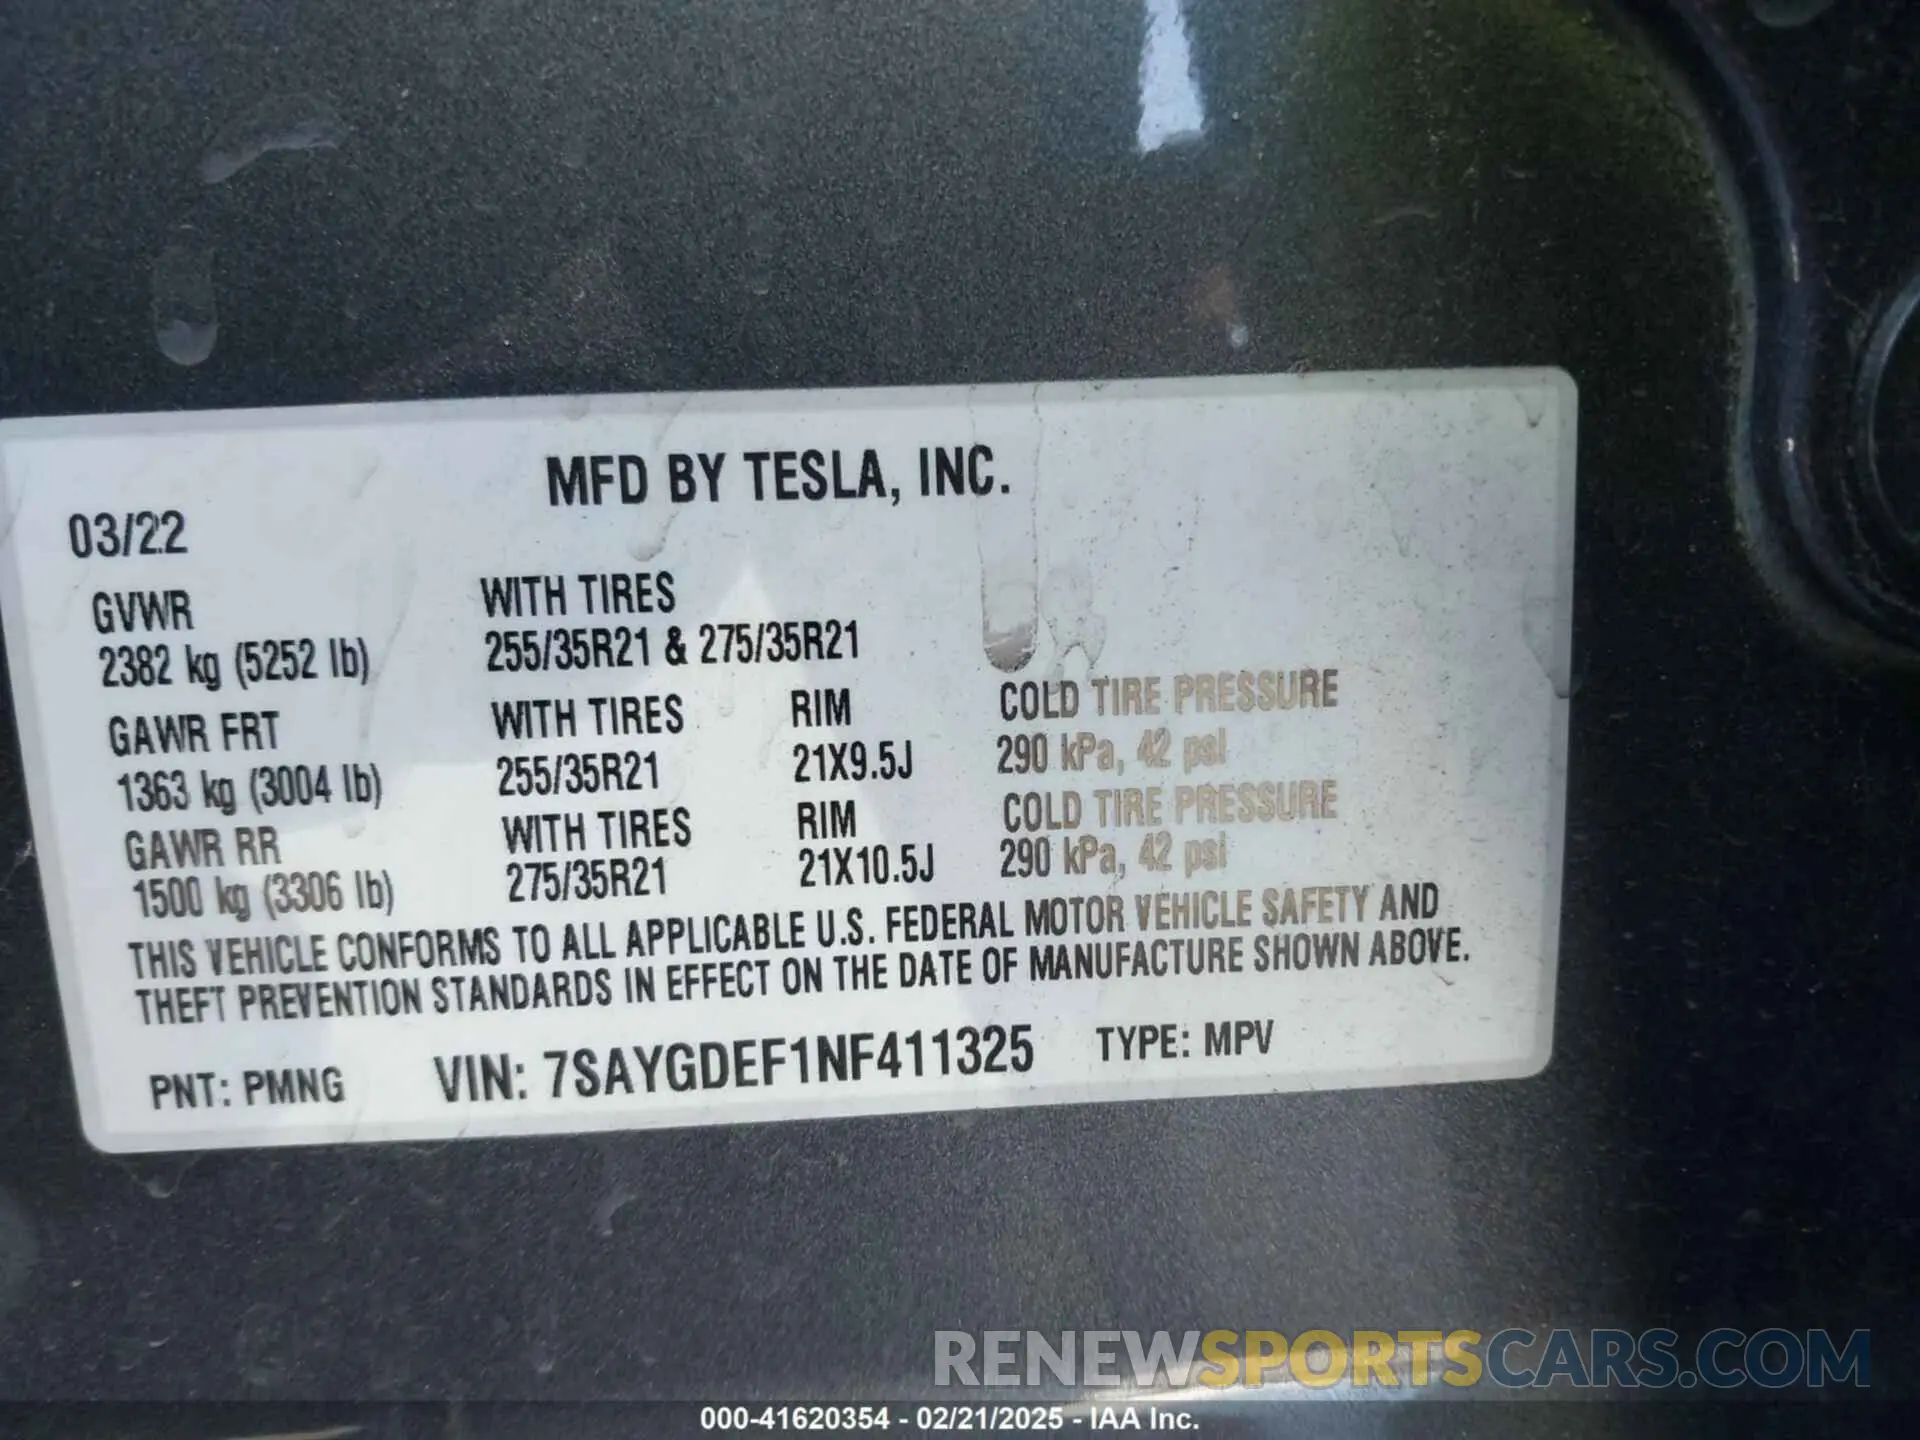 MFD BY TESLA, INC.
03/22
GVWR WITH TIRES
2382 kg (5252 lb) 255/35R21 & 275/35R21
GAWR FRT WITH TIRES RIM COLD TIRE PRESSURE
1363 kg (3004 lb) 255/35R21 21X9.5J 290 kPa, 42 psi
GAWR RR WITH TIRES RIM COLD TIRE PRESSURE
1500 kg (3306 lb) 275/35R21 21X10.5J 290 kPa, 42 psi
THIS VEHICLE CONFORMS TO ALL APPLICABLE U.S. FEDERAL MOTOR VEHICLE SAFETY AND
THEFT PREVENTION STANDARDS IN EFFECT ON THE DATE OF MANUFACTURE SHOWN ABOVE.
PNT: PMNG VIN: 7SAYGDEF1NF411325 TYPE: MPV
RENEWSPORTSCARS.COM
000-41620354 - 02/21/2025 - IAA Inc.